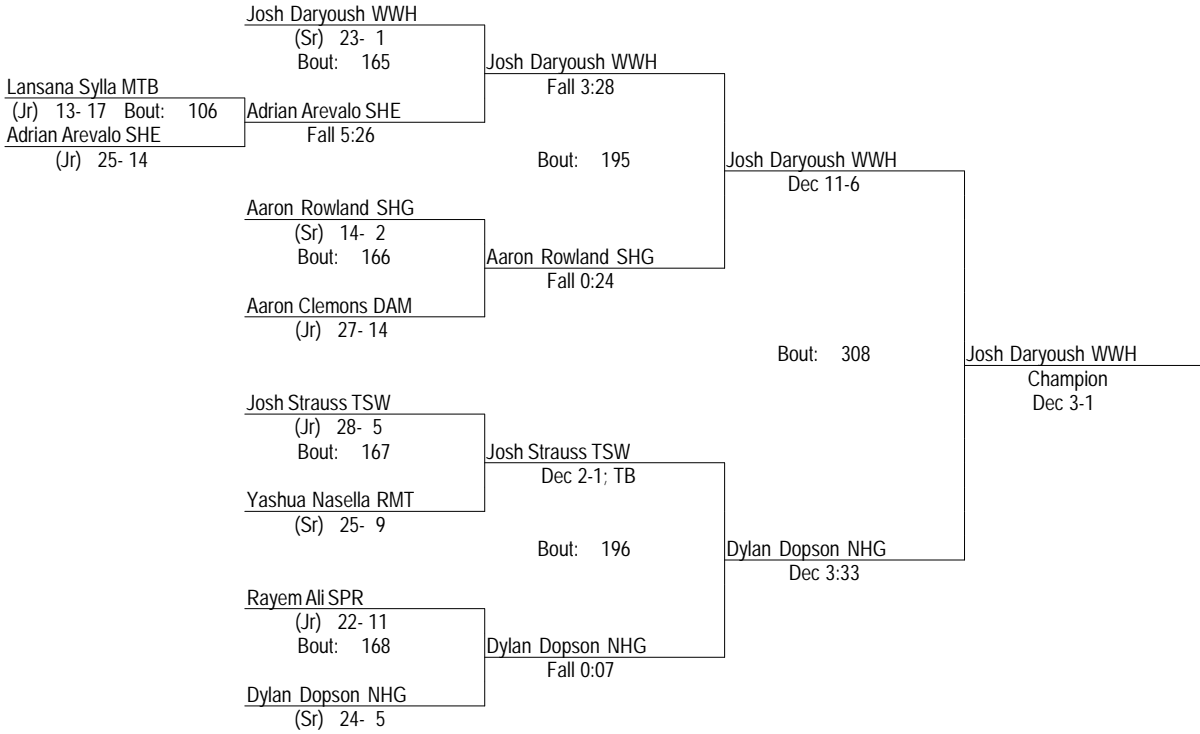 Josh Daryoush WWH
(Sr) 23- 1
Bout: 165
Josh Daryoush WWH
Fall 3:28
Lansana Sylla MTB
(Jr) 13- 17 Bout: 106
Adrian Arevalo SHE
(Jr) 25- 14
Adrian Arevalo SHE
Fall 5:26
Bout: 195
Josh Daryoush WWH
Dec 11-6
Aaron Rowland SHG
(Sr) 14- 2
Bout: 166
Aaron Rowland SHG
Fall 0:24
Aaron Clemons DAM
(Jr) 27- 14
Bout: 308
Josh Daryoush WWH
Champion
Dec 3-1
Josh Strauss TSW
(Jr) 28- 5
Bout: 167
Josh Strauss TSW
Dec 2-1; TB
Yashua Nasella RMT
(Sr) 25- 9
Bout: 196
Dylan Dopson NHG
Dec 3:33
Rayem Ali SPR
(Jr) 22- 11
Bout: 168
Dylan Dopson NHG
Fall 0:07
Dylan Dopson NHG
(Sr) 24- 5